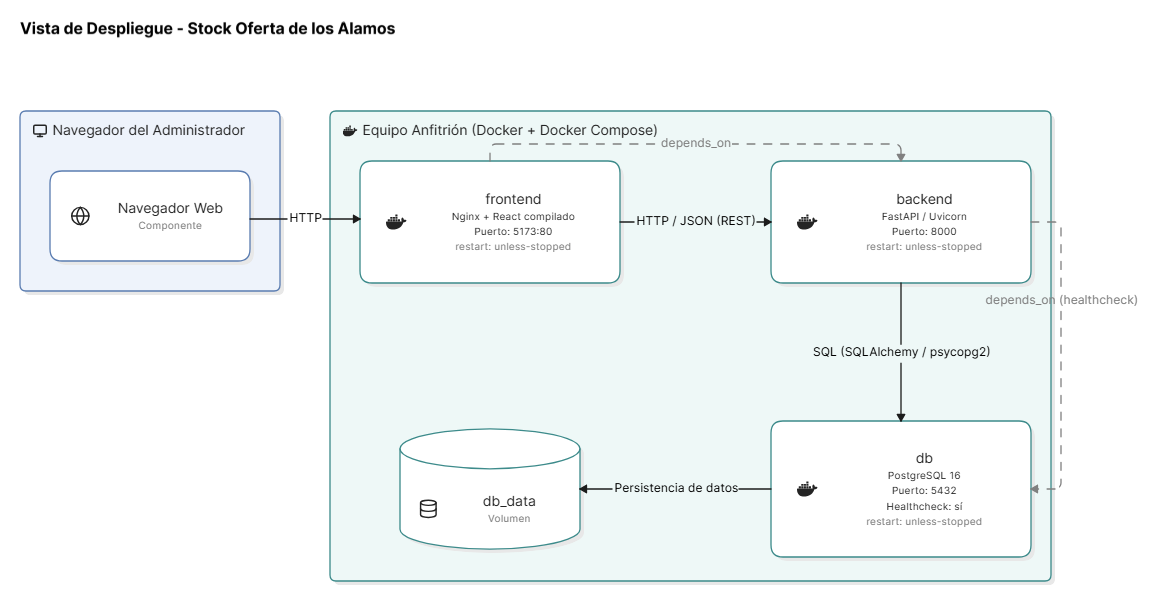 Vista de Despliegue - Stock Oferta de los Alamos
Navegador del Administrador
Navegador Web
Componente
HTTP
Equipo Anfitrión (Docker + Docker Compose)
depends_on
frontend
Nginx + React compilado
Puerto: 5173:80
restart: unless-stopped
HTTP / JSON (REST)
backend
FastAPI / Uvicorn
Puerto: 8000
restart: unless-stopped
depends_on (healthcheck)
SQL (SQLAlchemy / psycopg2)
db
PostgreSQL 16
Puerto: 5432
Healthcheck: sí
restart: unless-stopped
Persistencia de datos
db_data
Volumen